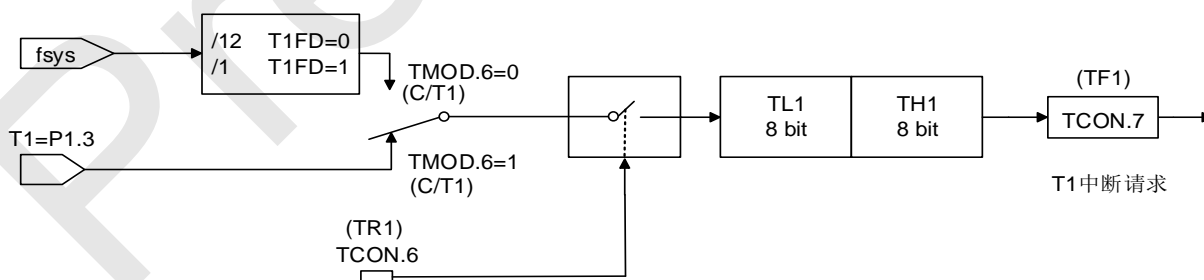 fsys
/12 T1FD=0
/1 T1FD=1
TMOD.6=0
(C/T1)
T1=P1.3
TMOD.6=1
(C/T1)
(TR1)
TCON.6
TL1
8 bit
TH1
8 bit
(TF1)
TCON.7
T1中断请求